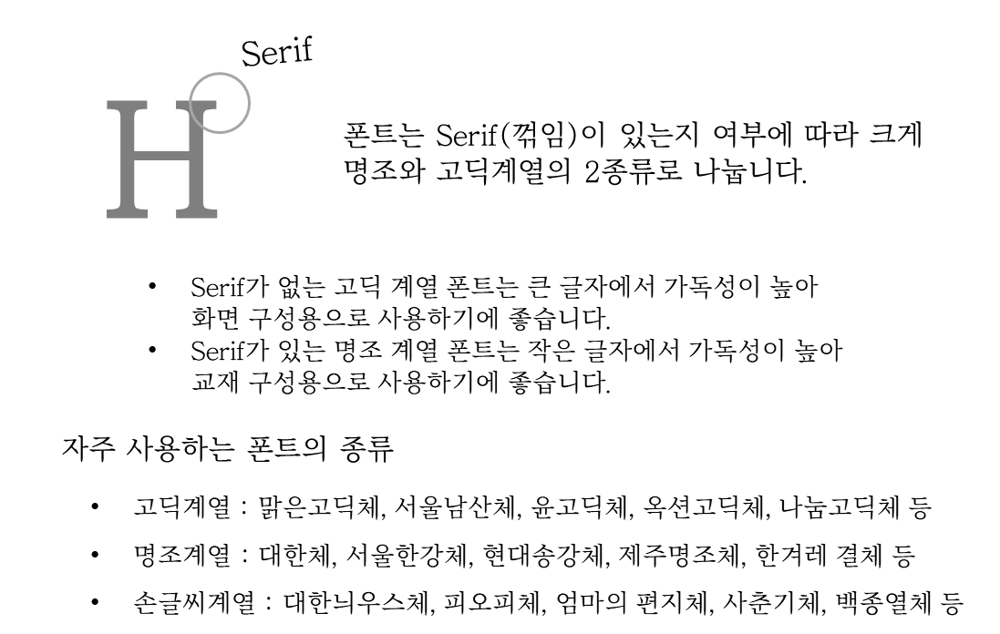 Serif
H
폰트는 Serif(꺾임)이 있는지 여부에 따라 크게
명조와 고딕계열의 2종류로 나눕니다.
• Serif가 없는 고딕 계열 폰트는 큰 글자에서 가독성이 높아
화면 구성용으로 사용하기에 좋습니다.
• Serif가 있는 명조 계열 폰트는 작은 글자에서 가독성이 높아
교재 구성용으로 사용하기에 좋습니다.
자주 사용하는 폰트의 종류
• 고딕계열 : 맑은고딕체, 서울남산체, 윤고딕체, 옥션고딕체, 나눔고딕체 등
• 명조계열 : 대한체, 서울한강체, 현대송강체, 제주명조체, 한겨레 결체 등
• 손글씨계열 : 대한늬우스체, 피오피체, 엄마의 편지체, 사춘기체, 백종열체 등